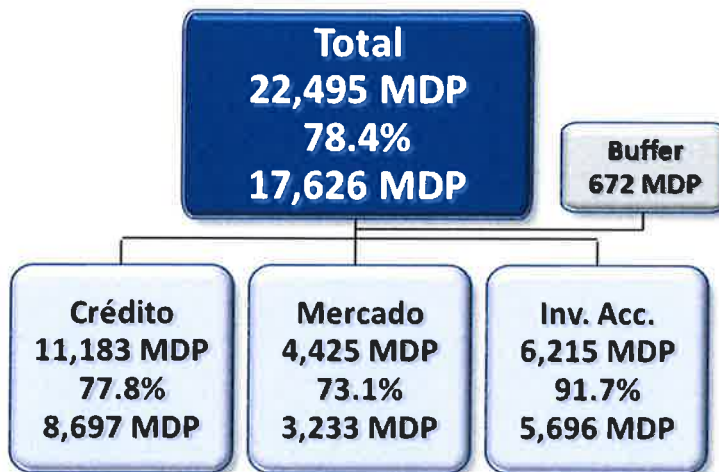 Total
22,495 MDP
78.4%
17,626 MDP
Buffer
672 MDP
Crédito
11,183 MDP
77.8%
8,697 MDP
Mercado
4,425 MDP
73.1%
3,233 MDP
Inv. Acc.
6,215 MDP
91.7%
5,696 MDP